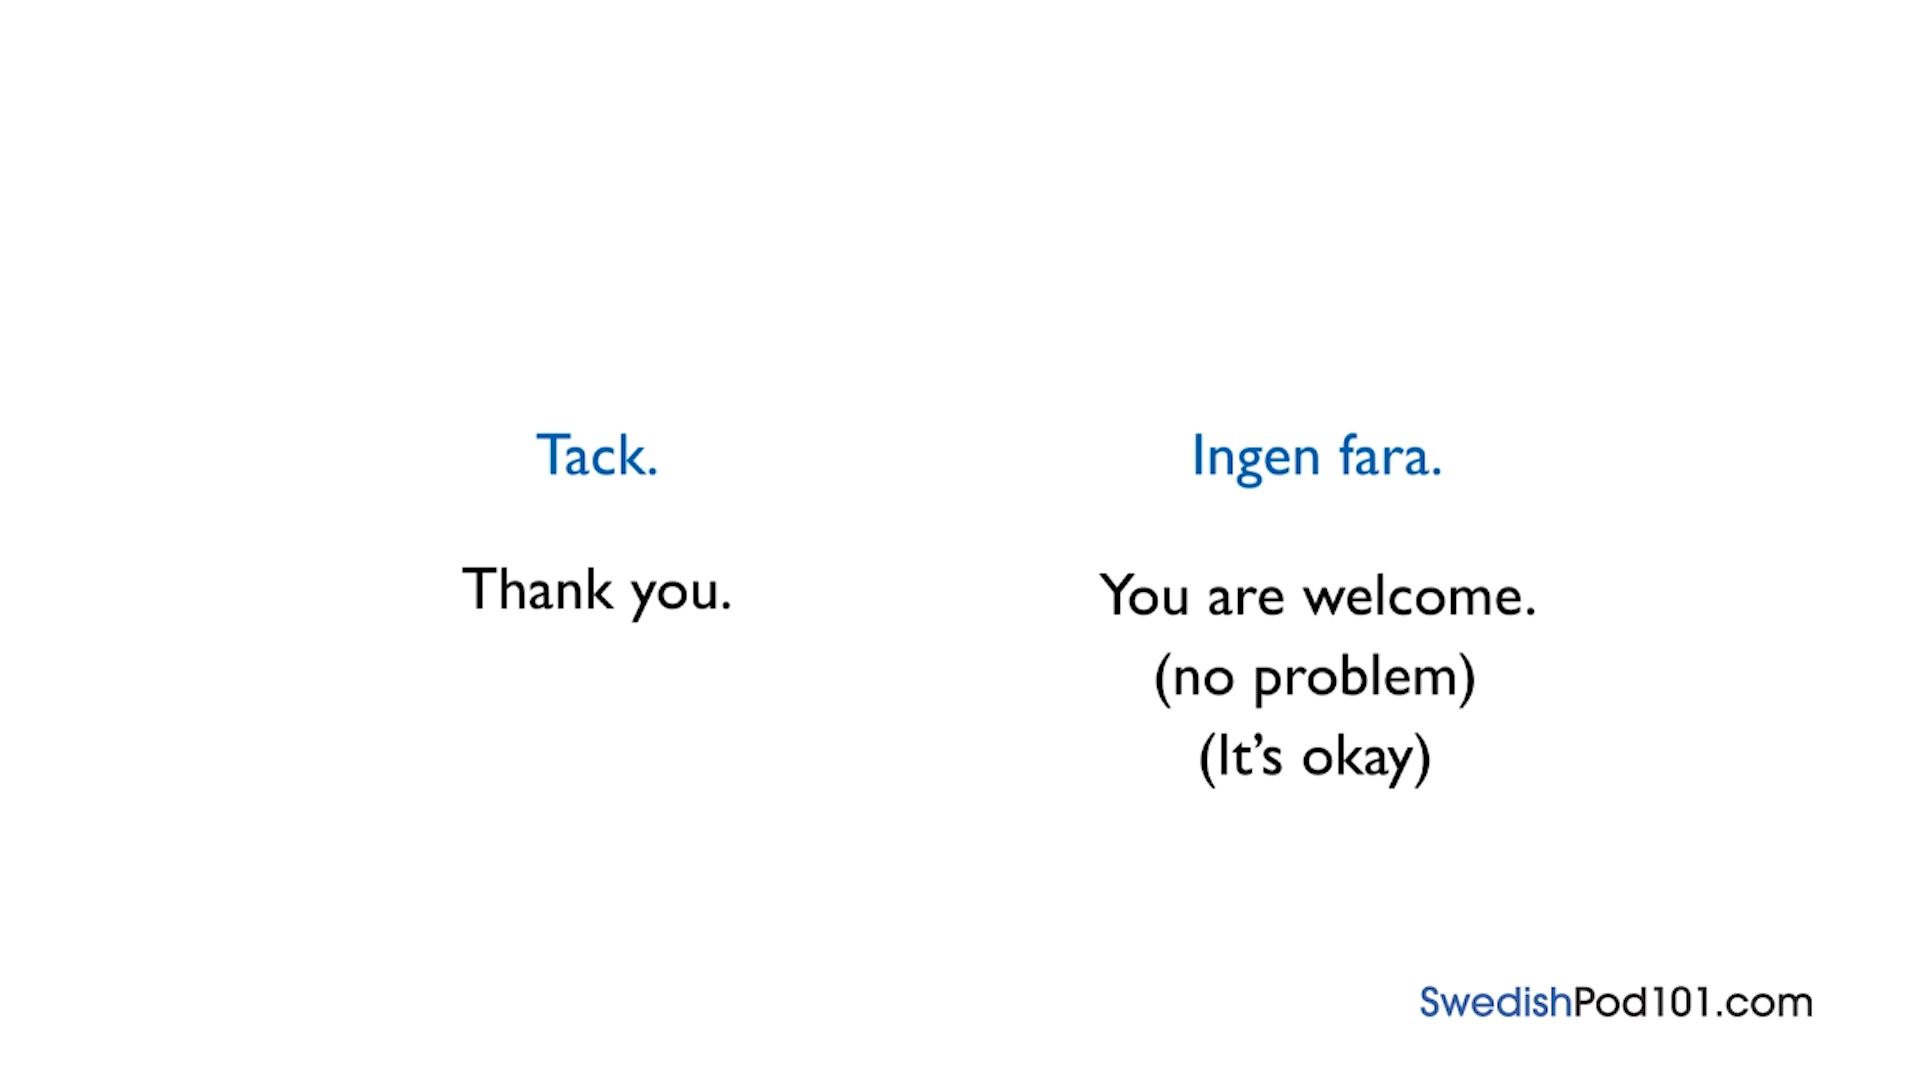 Tack.
Thank you.
Ingen fara.
You are welcome.
(no problem)
(It’s okay)
SwedishPod101.com